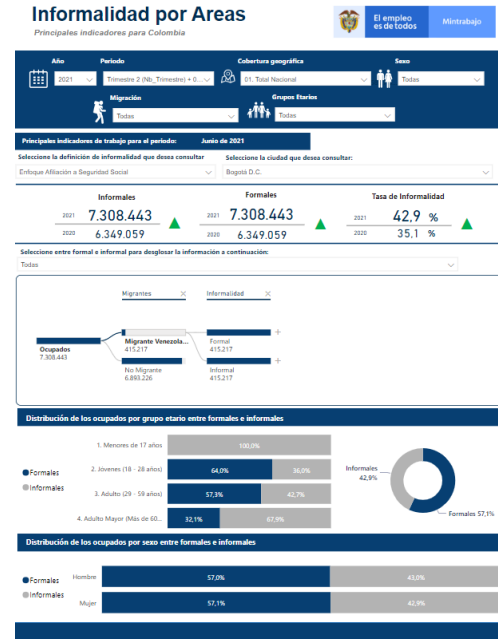 Informalidad por Areas
Principales indicadores para Colombia
El empleo
es de todos
Mintrabajo
Año
Periodo
Cobertura geográfica
Sexo
2021
Trimestre 2 (Nb_Trimestre) + 0...
01. Total Nacional
Todas
Migración
Grupos Etarios
Todas
Todas
Principales indicadores de trabajo para el periodo:
Junio de 2021
Seleccione la definición de informalidad que desea consultar
Seleccione la ciudad que desea consultar:
Enfoque Afiliación a Seguridad Social
Bogotá D.C.
Informales
Formales
Tasa de Informalidad
2021 7.308.443
2021 7.308.443
2021 42,9 %
2020 6.349.059
2020 6.349.059
2020 35,1 %
Seleccione entre formal e informal para desglosar la información a continuación:
Todas
Migrantes
Informalidad
Ocupados
7.308.443
Migrante Venezola...
415.217
Formal
415.217
No Migrante
6.893.226
Informal
415.217
Distribución de los ocupados por grupo etario entre formales e informales
Formales
Informales
1. Menores de 17 años 100,0%
2. Jóvenes (18 - 28 años) 64,0% 36,0%
3. Adulto (29 - 59 años) 57,3% 42,7%
4. Adulto Mayor (Más de 60... 32,1% 67,9%
Informales
42,9%
Formales 57,1%
Distribución de los ocupados por sexo entre formales e informales
Formales
Informales
Hombre 57,0% 43,0%
Mujer 57,1% 42,9%